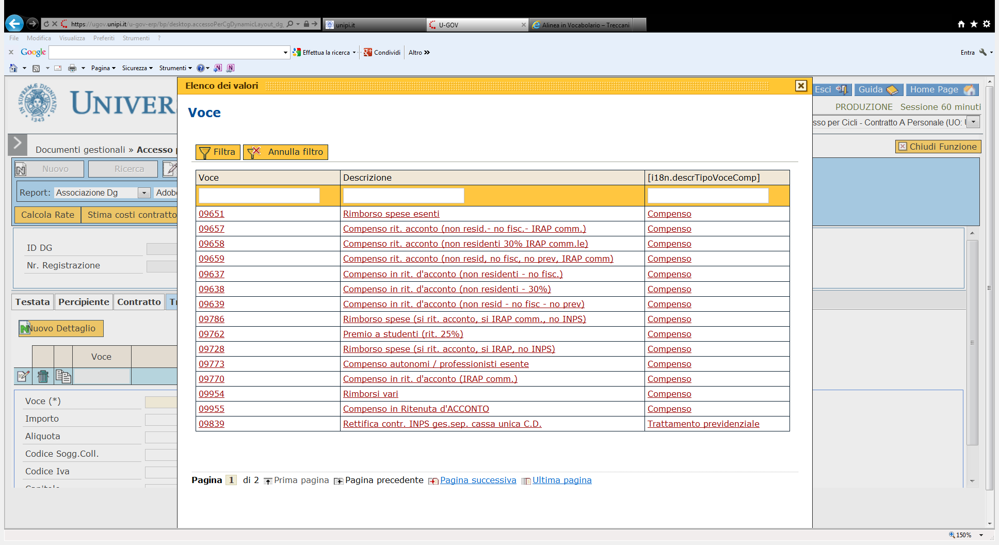 https://ugov.unipi.it/u-gov-erp/bp/desktop.accessoPerCgDynamicLayout_dg.
unipi.it
U-GOV
Alinea in Vocabolario – Treccani
File Modifica Visualizza Preferiti Strumenti ?
x Google Effettua la ricerca Condividi Altro » Entra
Pagina Sicurezza Strumenti
Elenco dei valori
UNIVER
IN SUPREMÆ DIGNITATIS 1343
Esci Guida Home Page
PRODUZIONE Sessione 60 minuti
sso per Cicli - Contratto A Personale (UO:
Voce
Documenti gestionali » Accesso
Chiudi Funzione
Filtra Annulla filtro
Nuovo Ricerca
Report: Associazione Dg Adob
Calcola Rate Stima costi contratto
ID DG
Nr. Registrazione
Testata Percipiente Contratto Tr
Nuovo Dettaglio
Voce
Voce (*)
Importo
Aliquota
Codice Sogg.Coll.
Codice Iva
Voce Descrizione [i18n.descrTipoVoceComp]
09651 Rimborso spese esenti Compenso
09657 Compenso rit. acconto (non resid.- no fisc.- IRAP comm.) Compenso
09658 Compenso rit. acconto (non residenti 30% IRAP comm.le) Compenso
09659 Compenso rit. acconto (non resid, no fisc, no prev, IRAP comm) Compenso
09637 Compenso in rit. d'acconto (non residenti - no fisc.) Compenso
09638 Compenso in rit. d'acconto (non residenti - 30%) Compenso
09639 Compenso in rit. d'acconto (non resid - no fisc - no prev) Compenso
09786 Rimborso spese (si rit. acconto, si IRAP comm., no INPS) Compenso
09762 Premio a studenti (rit. 25%) Compenso
09728 Rimborso spese (si rit. acconto, si IRAP, no INPS) Compenso
09773 Compenso autonomi / professionisti esente Compenso
09770 Compenso in rit. d'acconto (IRAP comm.) Compenso
09954 Rimborsi vari Compenso
09955 Compenso in Ritenuta d'ACCONTO Compenso
09839 Rettifica contr. INPS ges.sep. cassa unica C.D. Trattamento previdenziale
Pagina 1 di 2 Prima pagina Pagina precedente Pagina successiva Ultima pagina
150%